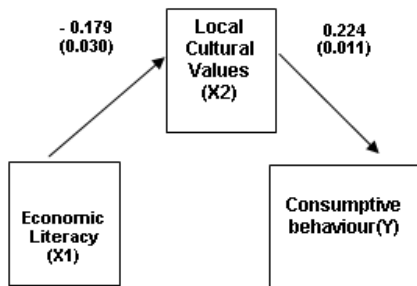 - 0.179
(0.030)
Local
Cultural
Values
(X2)
0.224
(0.011)
Economic
Literacy
(X1)
Consumptive
behaviour(Y)